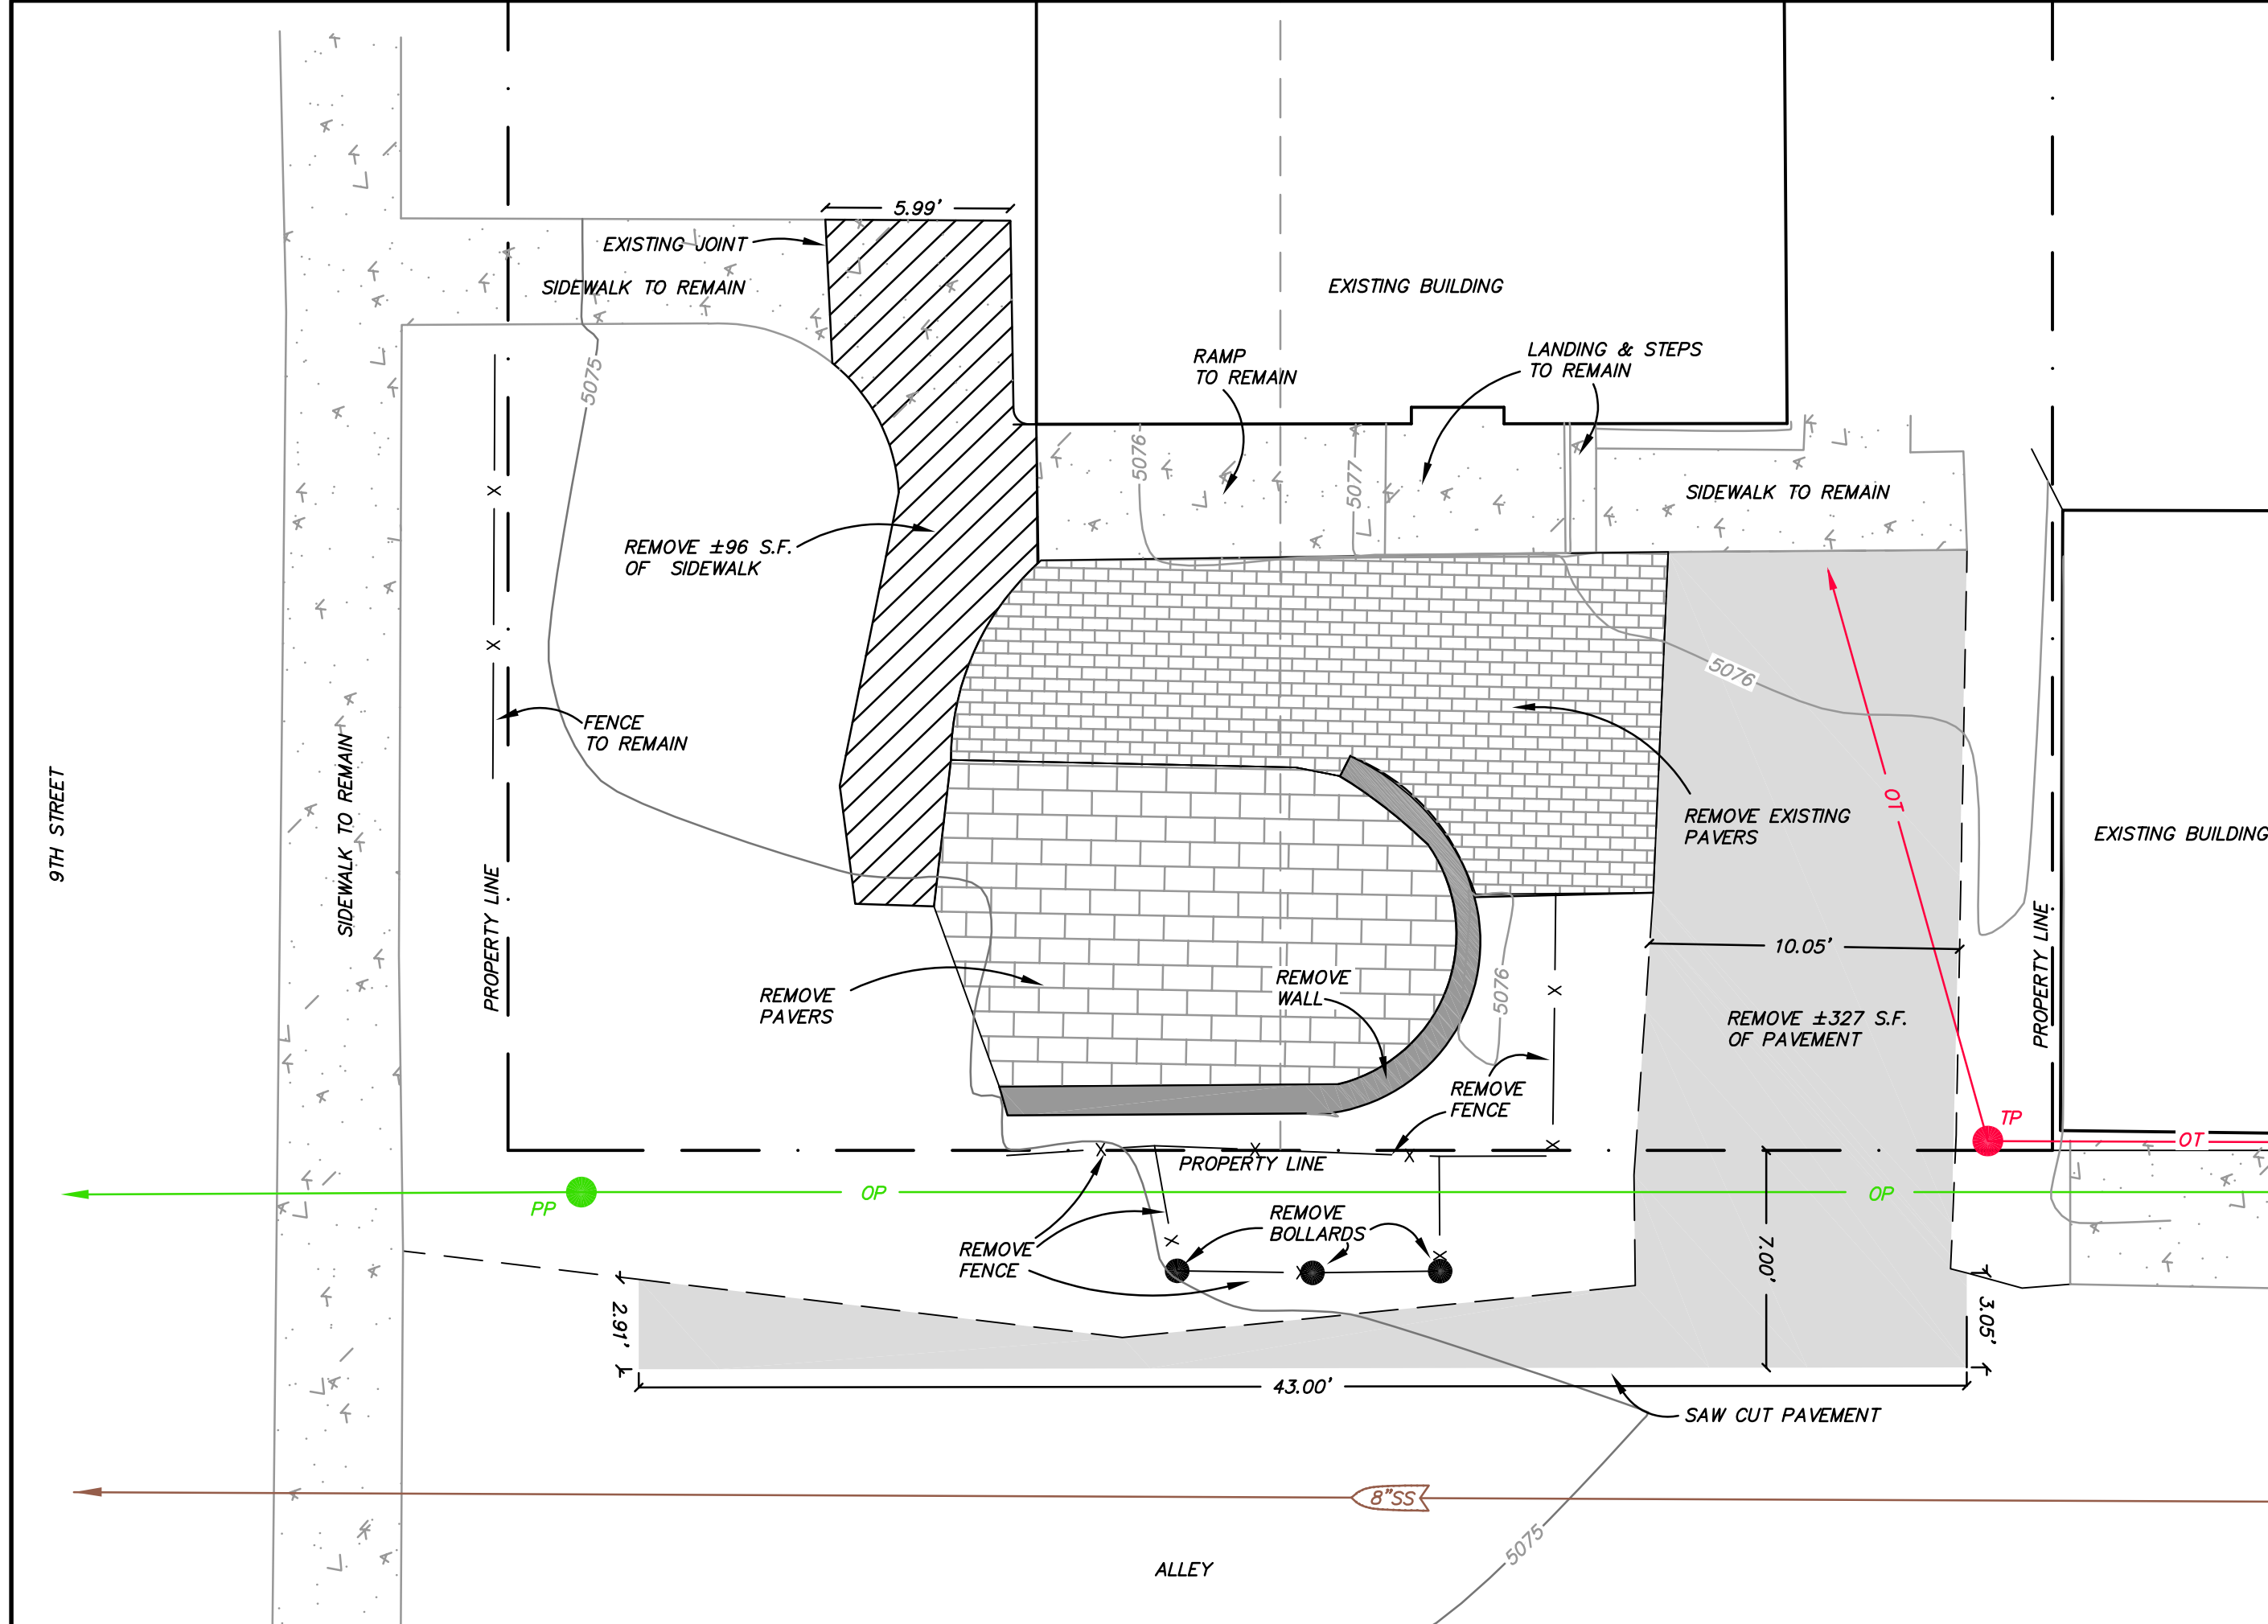 5.99'
EXISTING JOINT
SIDEWALK TO REMAIN
EXISTING BUILDING
RAMP
TO REMAIN
LANDING & STEPS
TO REMAIN
5075
5076
5077
SIDEWALK TO REMAIN
X
REMOVE ±96 S.F.
OF SIDEWALK
X
5076
FENCE
TO REMAIN
OT
REMOVE EXISTING
PAVERS
EXISTING BUILDING
9TH STREET
SIDEWALK TO REMAIN
PROPERTY LINE
10.05'
PROPERTY LINE
REMOVE
PAVERS
REMOVE
WALL
5076
X
REMOVE ±327 S.F.
OF PAVEMENT
REMOVE
FENCE
TP
OT
X
X
X
X
PROPERTY LINE
PP
OP
OP
REMOVE
BOLLARDS
X
X
X
REMOVE
FENCE
7.00'
2.91'
3.05'
43.00'
SAW CUT PAVEMENT
8"SS
5075
ALLEY